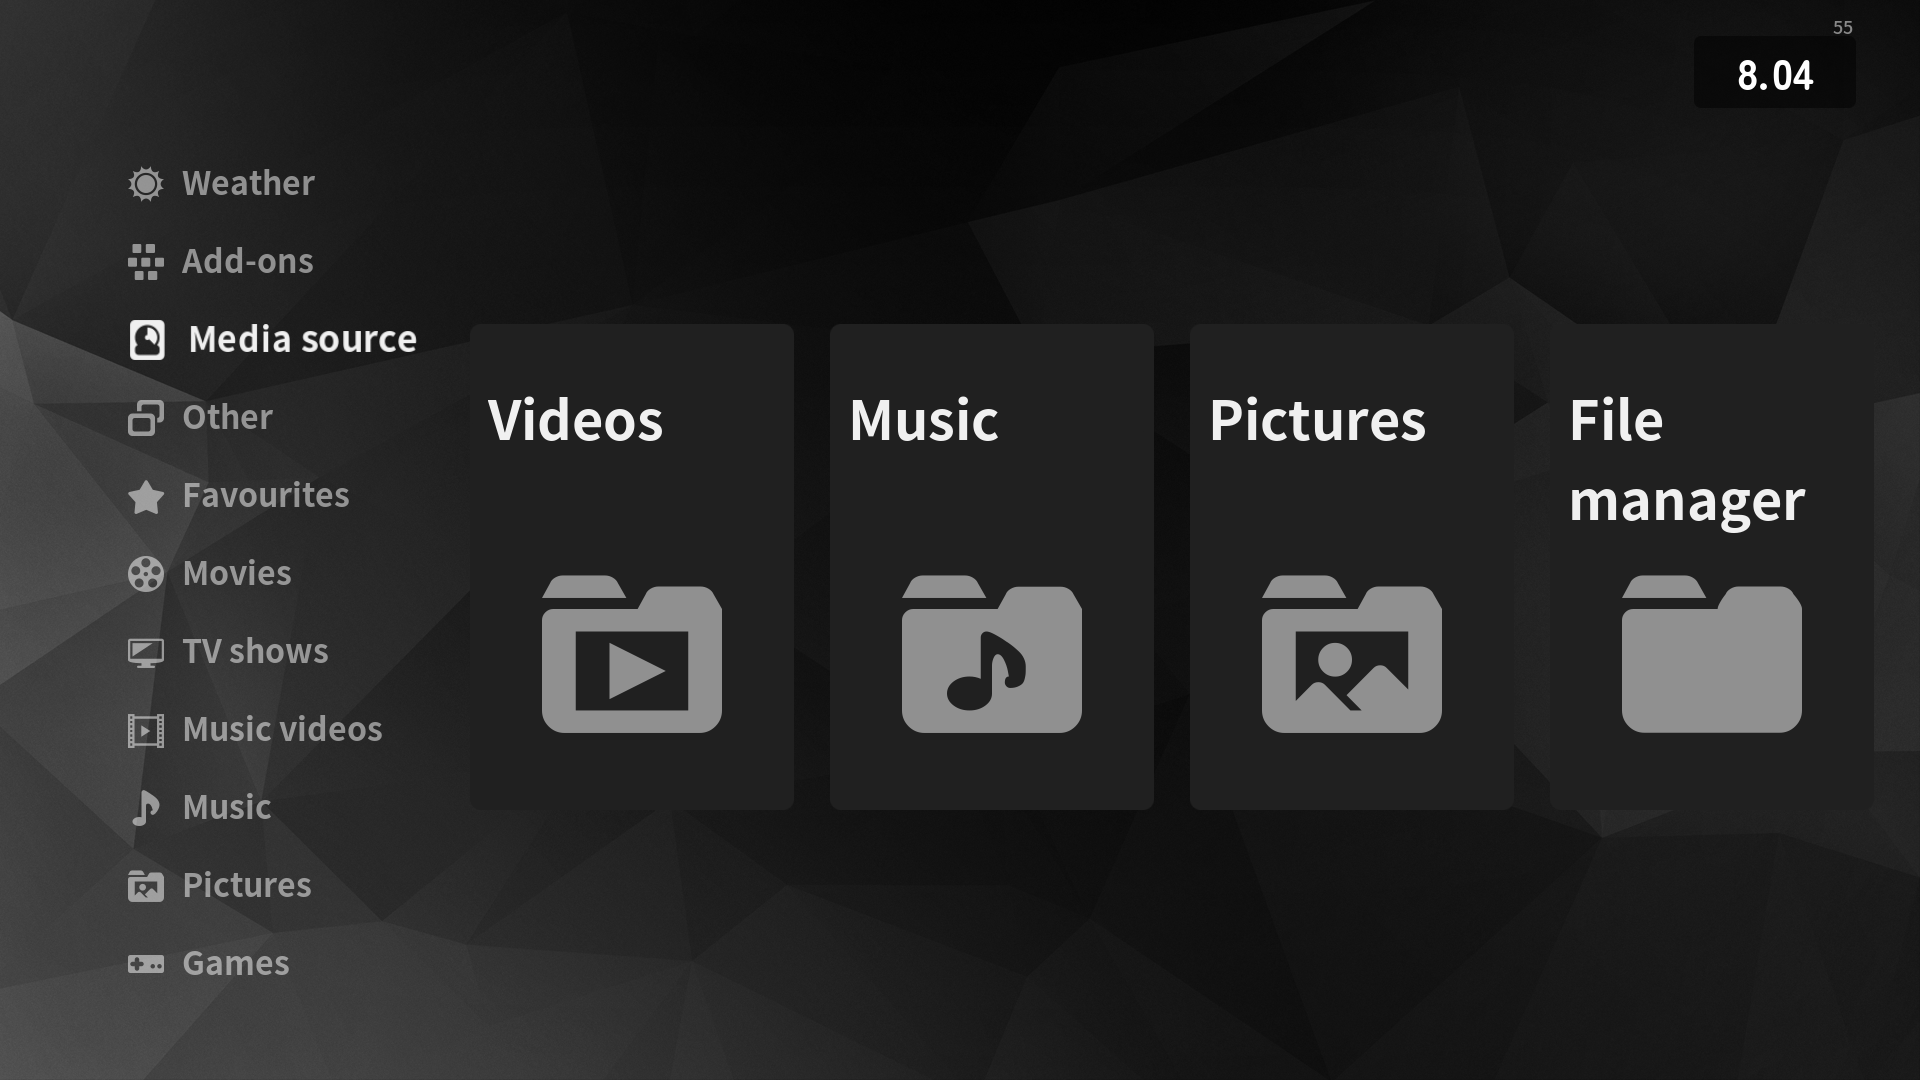 55
8.04
Weather
Add-ons
Media source
Other
Favourites
Movies
TV shows
Music videos
Music
Pictures
Games
Videos
Music
Pictures
File
manager